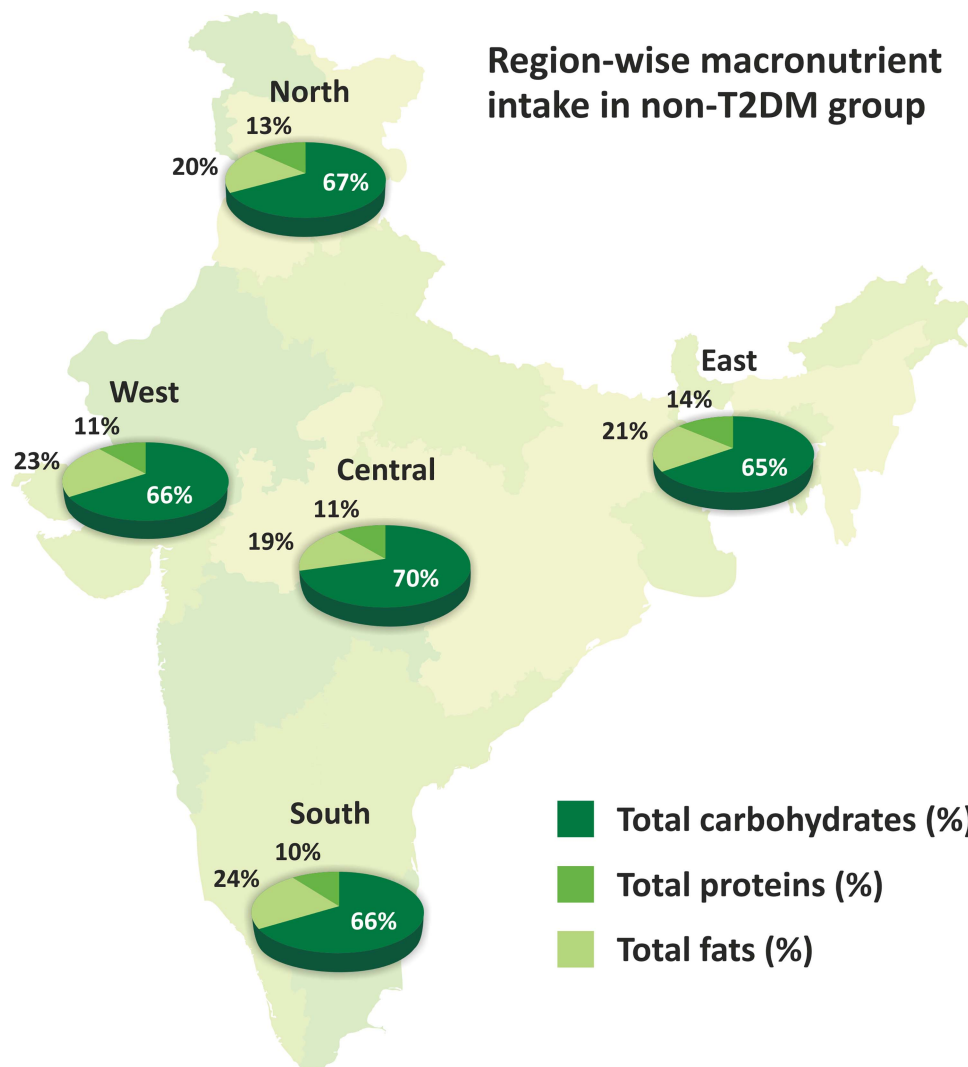 Region-wise macronutrient
intake in non-T2DM group
North
13%
20%
67%
East
14%
21%
65%
West
11%
23%
66%
Central
11%
19%
70%
South
10%
24%
66%
Total carbohydrates (%)
Total proteins (%)
Total fats (%)